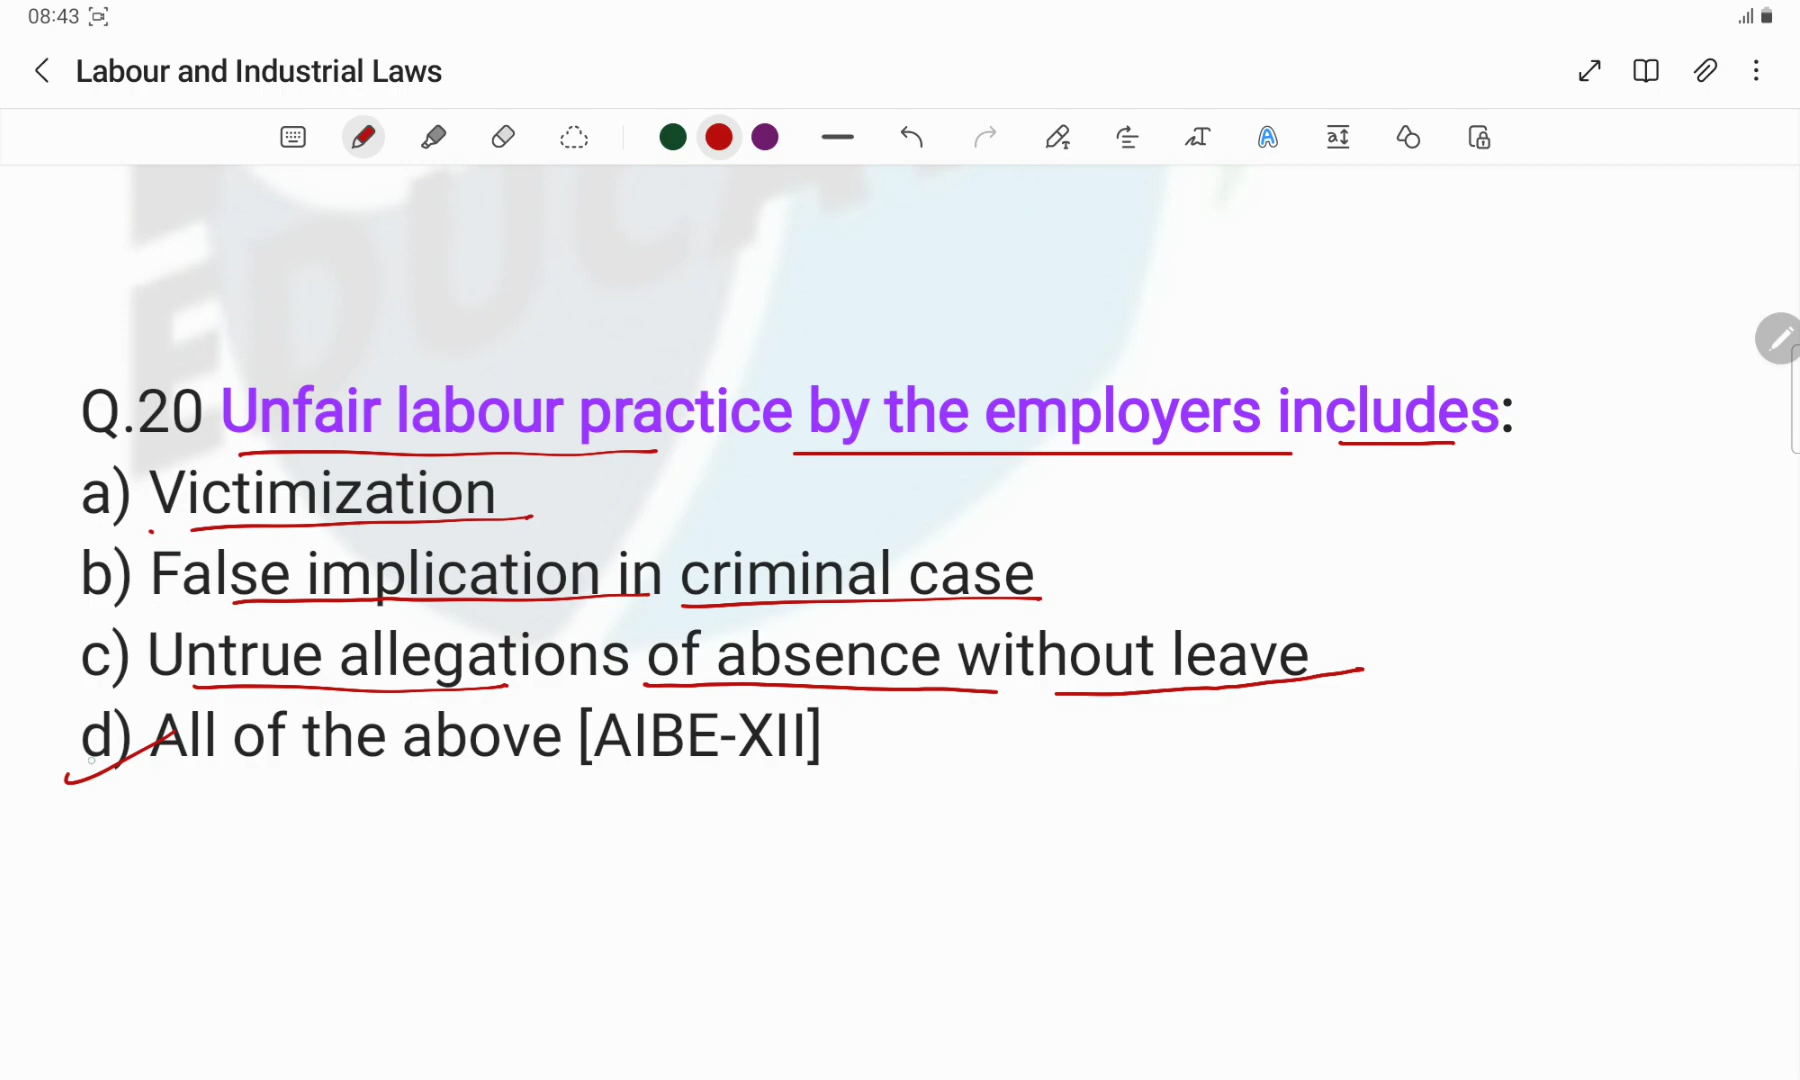 08:43
Labour and Industrial Laws
EDUCA
Q.20 Unfair labour practice by the employers includes:
a) Victimization
b) False implication in criminal case
c) Untrue allegations of absence without leave
d) All of the above [AIBE-XII]